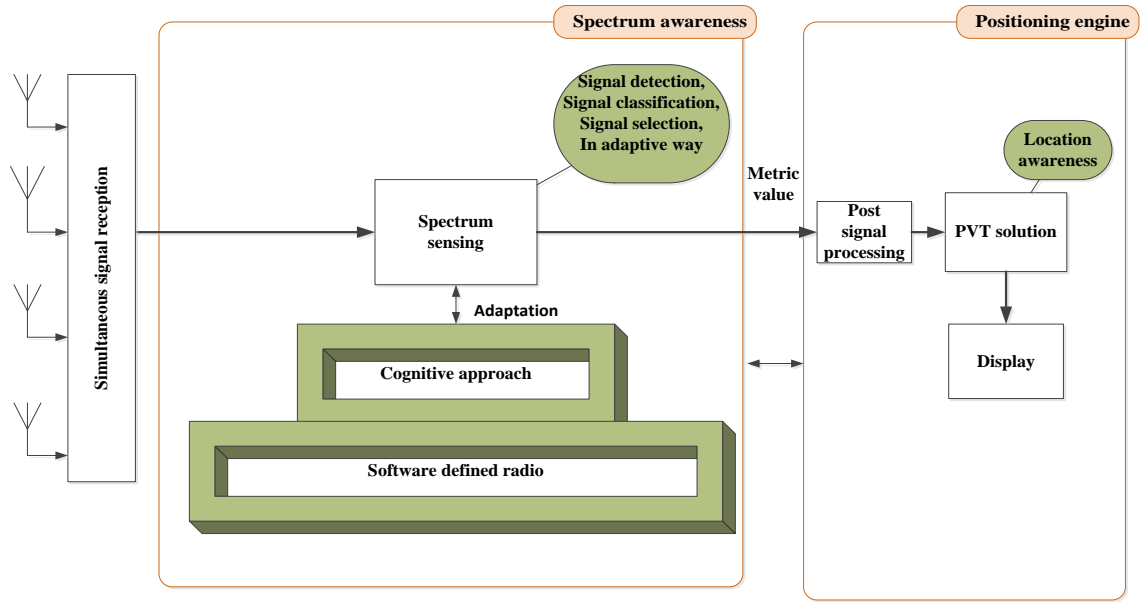 Spectrum awareness
Positioning engine
Simultaneous signal reception
Signal detection,
Signal classification,
Signal selection,
In adaptive way
Spectrum
sensing
Adaptation
Cognitive approach
Software defined radio
Metric
value
Post
signal
processing
Location
awareness
PVT solution
Display